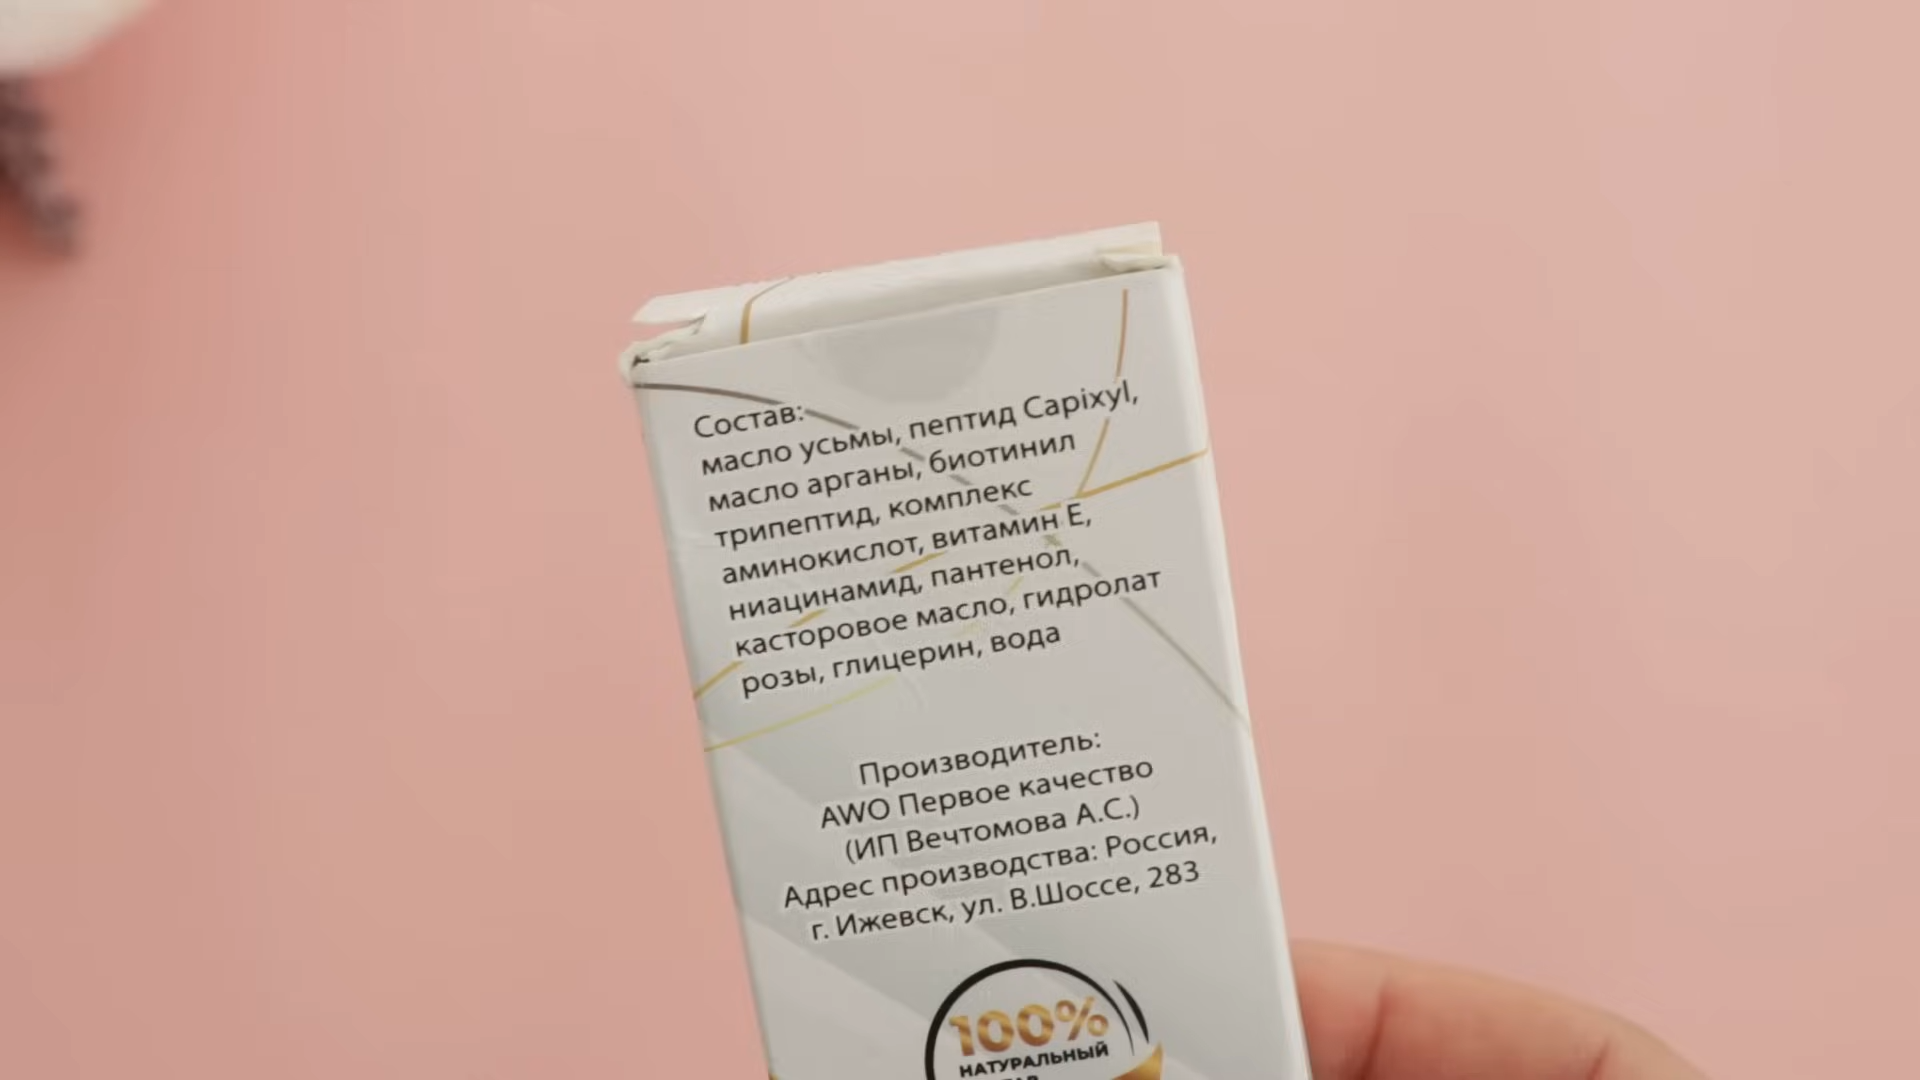 Состав:
масло усьмы, пептид Capixyl,
масло арганы, биотинил
трипептид, комплекс
аминокислот, витамин Е,
ниацинамид, пантенол,
касторовое масло, гидролат
розы, глицерин, вода
Производитель:
AWO Первое качество
(ИП Вечтомова А.С.)
Адрес производства: Россия,
г. Ижевск, ул. В.Шоссе, 283
100%
НАТУРАЛЬНЫЙ